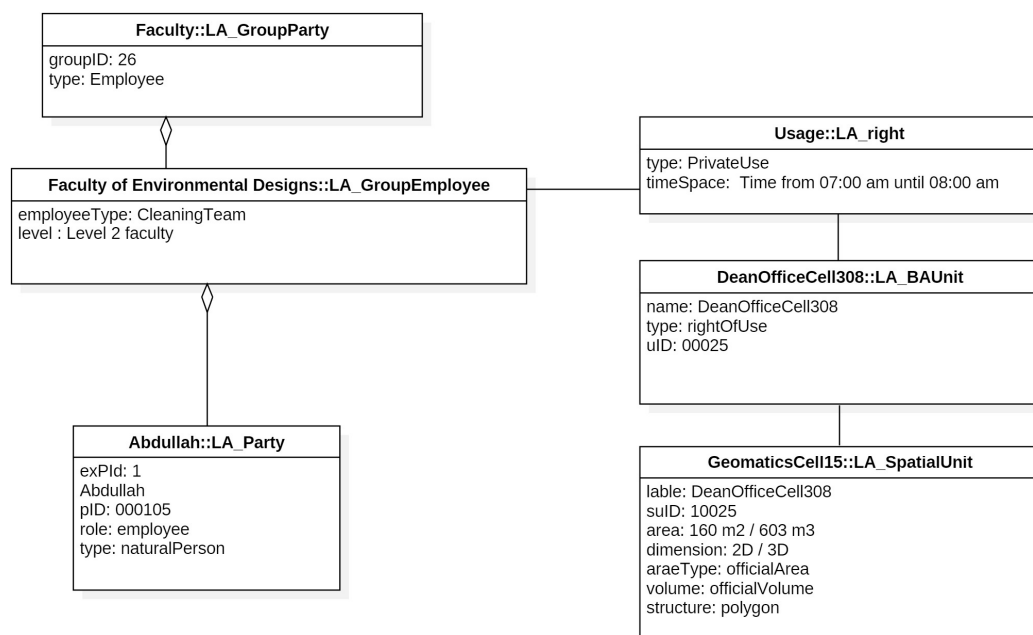 Faculty::LA_GroupParty
groupID: 26
type: Employee
Faculty of Environmental Designs::LA_GroupEmployee
employeeType: CleaningTeam
level : Level 2 faculty
Abdullah::LA_Party
exPId: 1
Abdullah
pID: 000105
role: employee
type: naturalPerson
Usage::LA_right
type: PrivateUse
timeSpace:  Time from 07:00 am until 08:00 am
DeanOfficeCell308::LA_BAUnit
name: DeanOfficeCell308
type: rightOfUse
uID: 00025
GeomaticsCell15::LA_SpatialUnit
lable: DeanOfficeCell308
suID: 10025
area: 160 m2 / 603 m3
dimension: 2D / 3D
araeType: officialArea
volume: officialVolume
structure: polygon